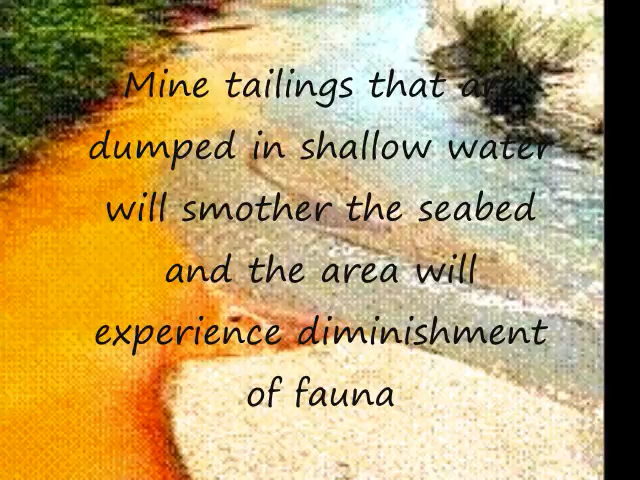 Mine tailings that are
dumped in shallow water
will smother the seabed
and the area will
experience diminishment
of fauna